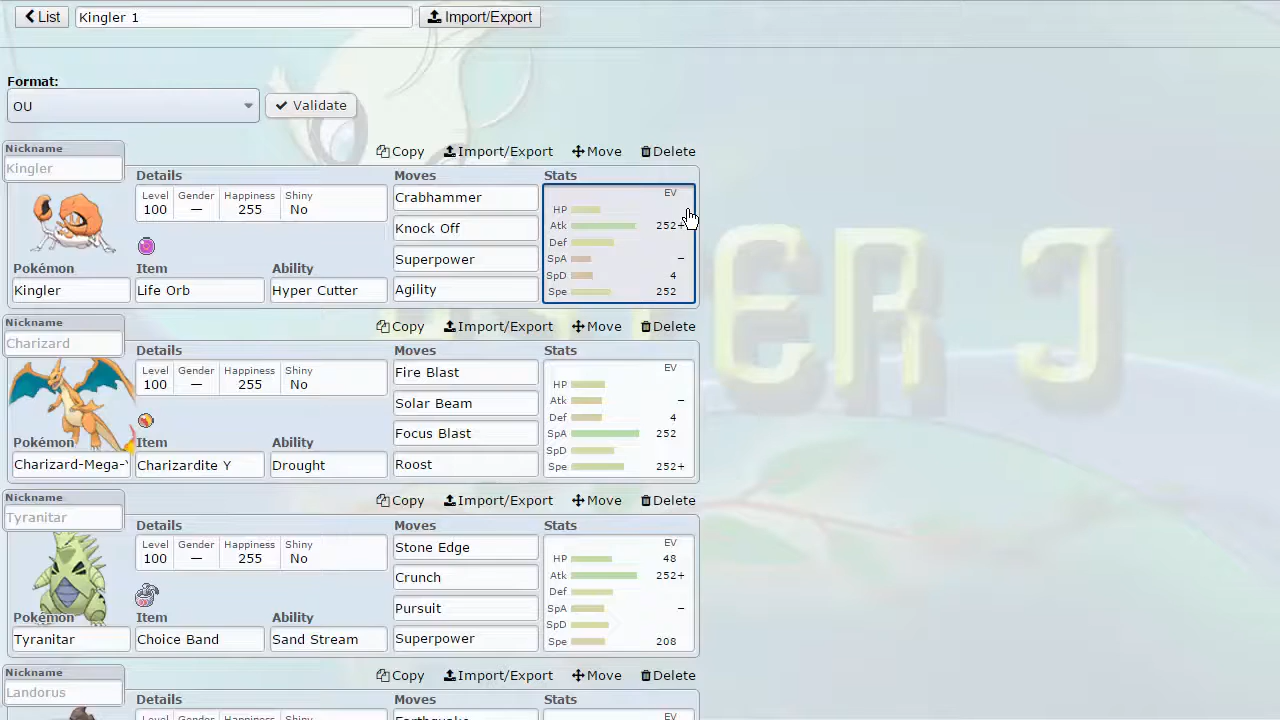 List
Kingler 1
Import/Export
Format:
OU
Validate
Nickname
Kingler
Copy Import/Export Move Delete
Details
Level Gender Happiness Shiny
100 — 255 No
Pokémon Item Ability
Kingler Life Orb Hyper Cutter
Moves
Crabhammer
Knock Off
Superpower
Agility
Stats
EV
HP
Atk 252+
Def
SpA –
SpD 4
Spe 252
Nickname
Charizard
Copy Import/Export Move Delete
Details
Level Gender Happiness Shiny
100 — 255 No
Pokémon Item Ability
Charizard-Mega- Charizardite Y Drought
Moves
Fire Blast
Solar Beam
Focus Blast
Roost
Stats
EV
HP
Atk –
Def 4
SpA 252
SpD
Spe 252+
Nickname
Tyranitar
Copy Import/Export Move Delete
Details
Level Gender Happiness Shiny
100 — 255 No
Pokémon Item Ability
Tyranitar Choice Band Sand Stream
Moves
Stone Edge
Crunch
Pursuit
Superpower
Stats
EV
HP 48
Atk 252+
Def
SpA –
SpD
Spe 208
Nickname
Landorus
Copy Import/Export Move Delete
Details
Level Gender Happiness Shiny
Moves
Earthquake
Stats
EV
ER J